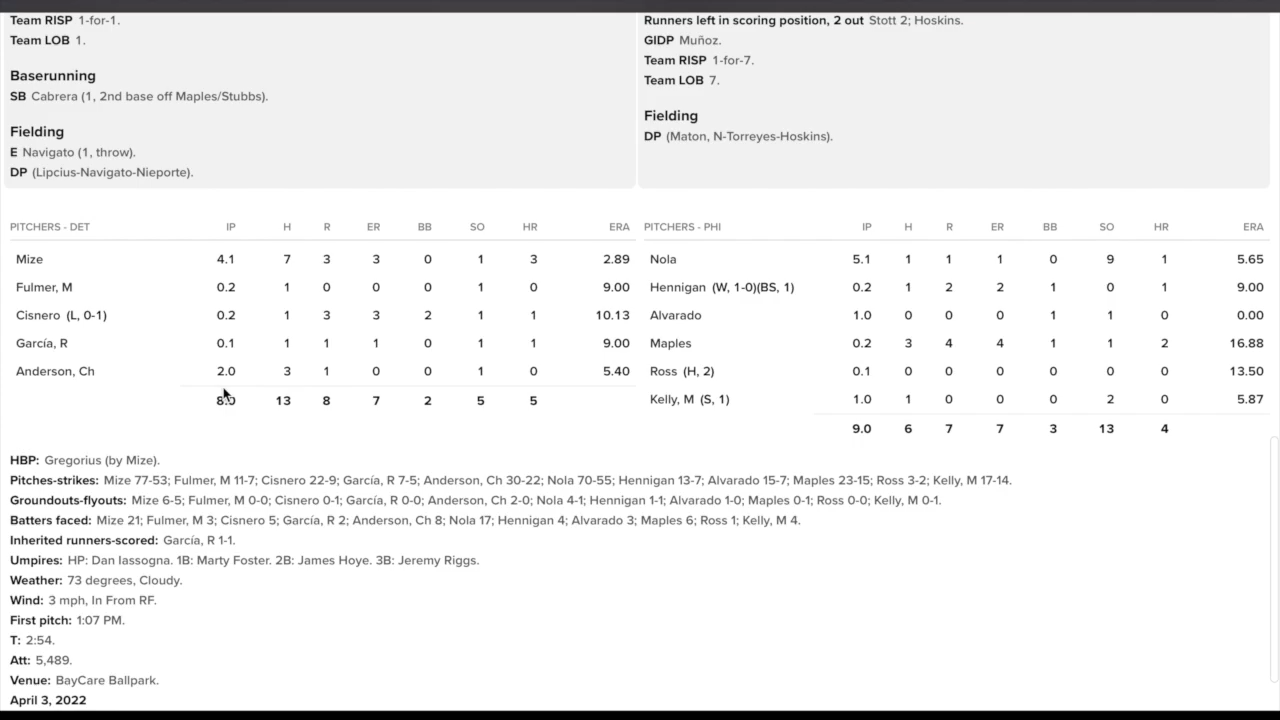 Team RISP 1-for-1.
Team LOB 1.
Baserunning
SB Cabrera (1, 2nd base off Maples/Stubbs).
Fielding
E Navigato (1, throw).
DP (Lipcius-Navigato-Nieporte).
Runners left in scoring position, 2 out Stott 2; Hoskins.
GIDP Muñoz.
Team RISP 1-for-7.
Team LOB 7.
Fielding
DP (Maton, N-Torreyes-Hoskins).
PITCHERS - DET IP H R ER BB SO HR ERA
Mize 4.1 7 3 3 0 1 3 2.89
Fulmer, M 0.2 1 0 0 0 1 0 9.00
Cisnero (L, 0-1) 0.2 1 3 3 2 1 1 10.13
García, R 0.1 1 1 1 0 1 1 9.00
Anderson, Ch 2.0 3 1 0 0 1 0 5.40
8.0 13 8 7 2 5 5
PITCHERS - PHI IP H R ER BB SO HR ERA
Nola 5.1 1 1 1 0 9 1 5.65
Hennigan (W, 1-0)(BS, 1) 0.2 1 2 2 1 0 1 9.00
Alvarado 1.0 0 0 0 1 1 0 0.00
Maples 0.2 3 4 4 1 1 2 16.88
Ross (H, 2) 0.1 0 0 0 0 0 0 13.50
Kelly, M (S, 1) 1.0 1 0 0 0 2 0 5.87
9.0 6 7 7 3 13 4
HBP: Gregorius (by Mize).
Pitches-strikes: Mize 77-53; Fulmer, M 11-7; Cisnero 22-9; García, R 7-5; Anderson, Ch 30-22; Nola 70-55; Hennigan 13-7; Alvarado 15-7; Maples 23-15; Ross 3-2; Kelly, M 17-14.
Groundouts-flyouts: Mize 6-5; Fulmer, M 0-0; Cisnero 0-1; García, R 0-0; Anderson, Ch 2-0; Nola 4-1; Hennigan 1-1; Alvarado 1-0; Maples 0-1; Ross 0-0; Kelly, M 0-1.
Batters faced: Mize 21; Fulmer, M 3; Cisnero 5; García, R 2; Anderson, Ch 8; Nola 17; Hennigan 4; Alvarado 3; Maples 6; Ross 1; Kelly, M 4.
Inherited runners-scored: García, R 1-1.
Umpires: HP: Dan Iassogna. 1B: Marty Foster. 2B: James Hoye. 3B: Jeremy Riggs.
Weather: 73 degrees, Cloudy.
Wind: 3 mph, In From RF.
First pitch: 1:07 PM.
T: 2:54.
Att: 5,489.
Venue: BayCare Ballpark.
April 3, 2022